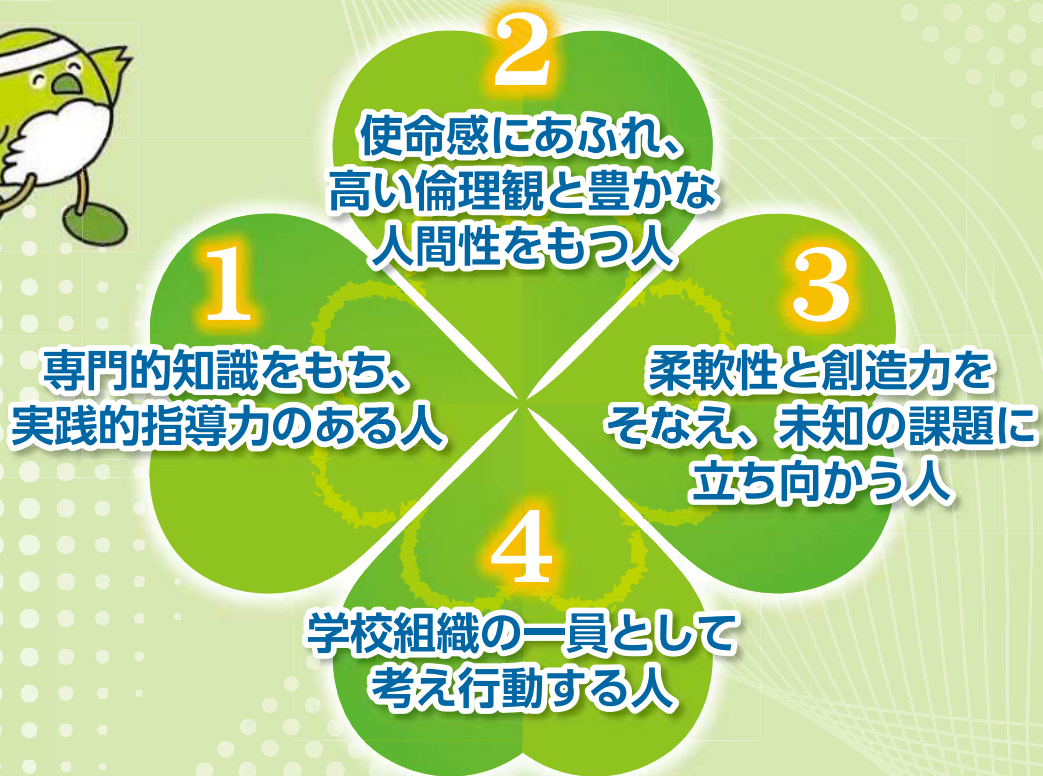 1
専門的知識をもち、
実践的指導力のある人
2
使命感にあふれ、
高い倫理観と豊かな
人間性をもつ人
3
柔軟性と創造力を
そなえ、未知の課題に
立ち向かう人
4
学校組織の一員として
考え行動する人